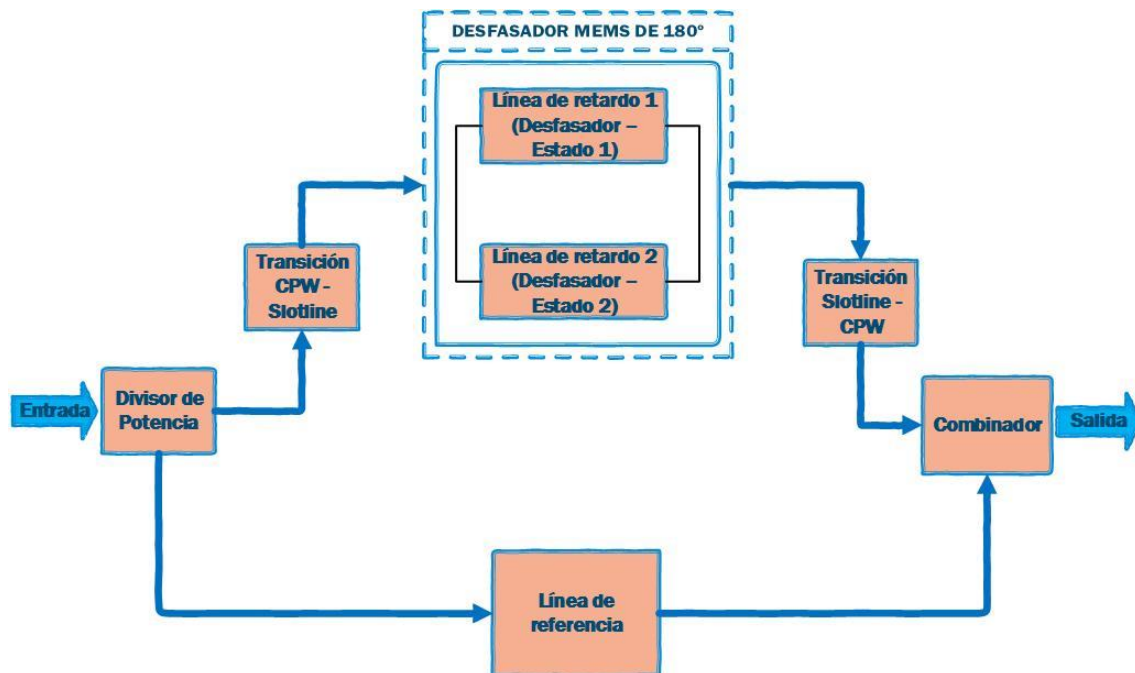 DESFASADOR MEMS DE 180º
Línea de retardo 1
(Desfasador –
Estado 1)
Línea de retardo 2
(Desfasador –
Estado 2)
Transición
CPW -
Slotline
Transición
Slotline -
CPW
Entrada
Divisor de
Potencia
Combinador
Salida
Línea de
referencia